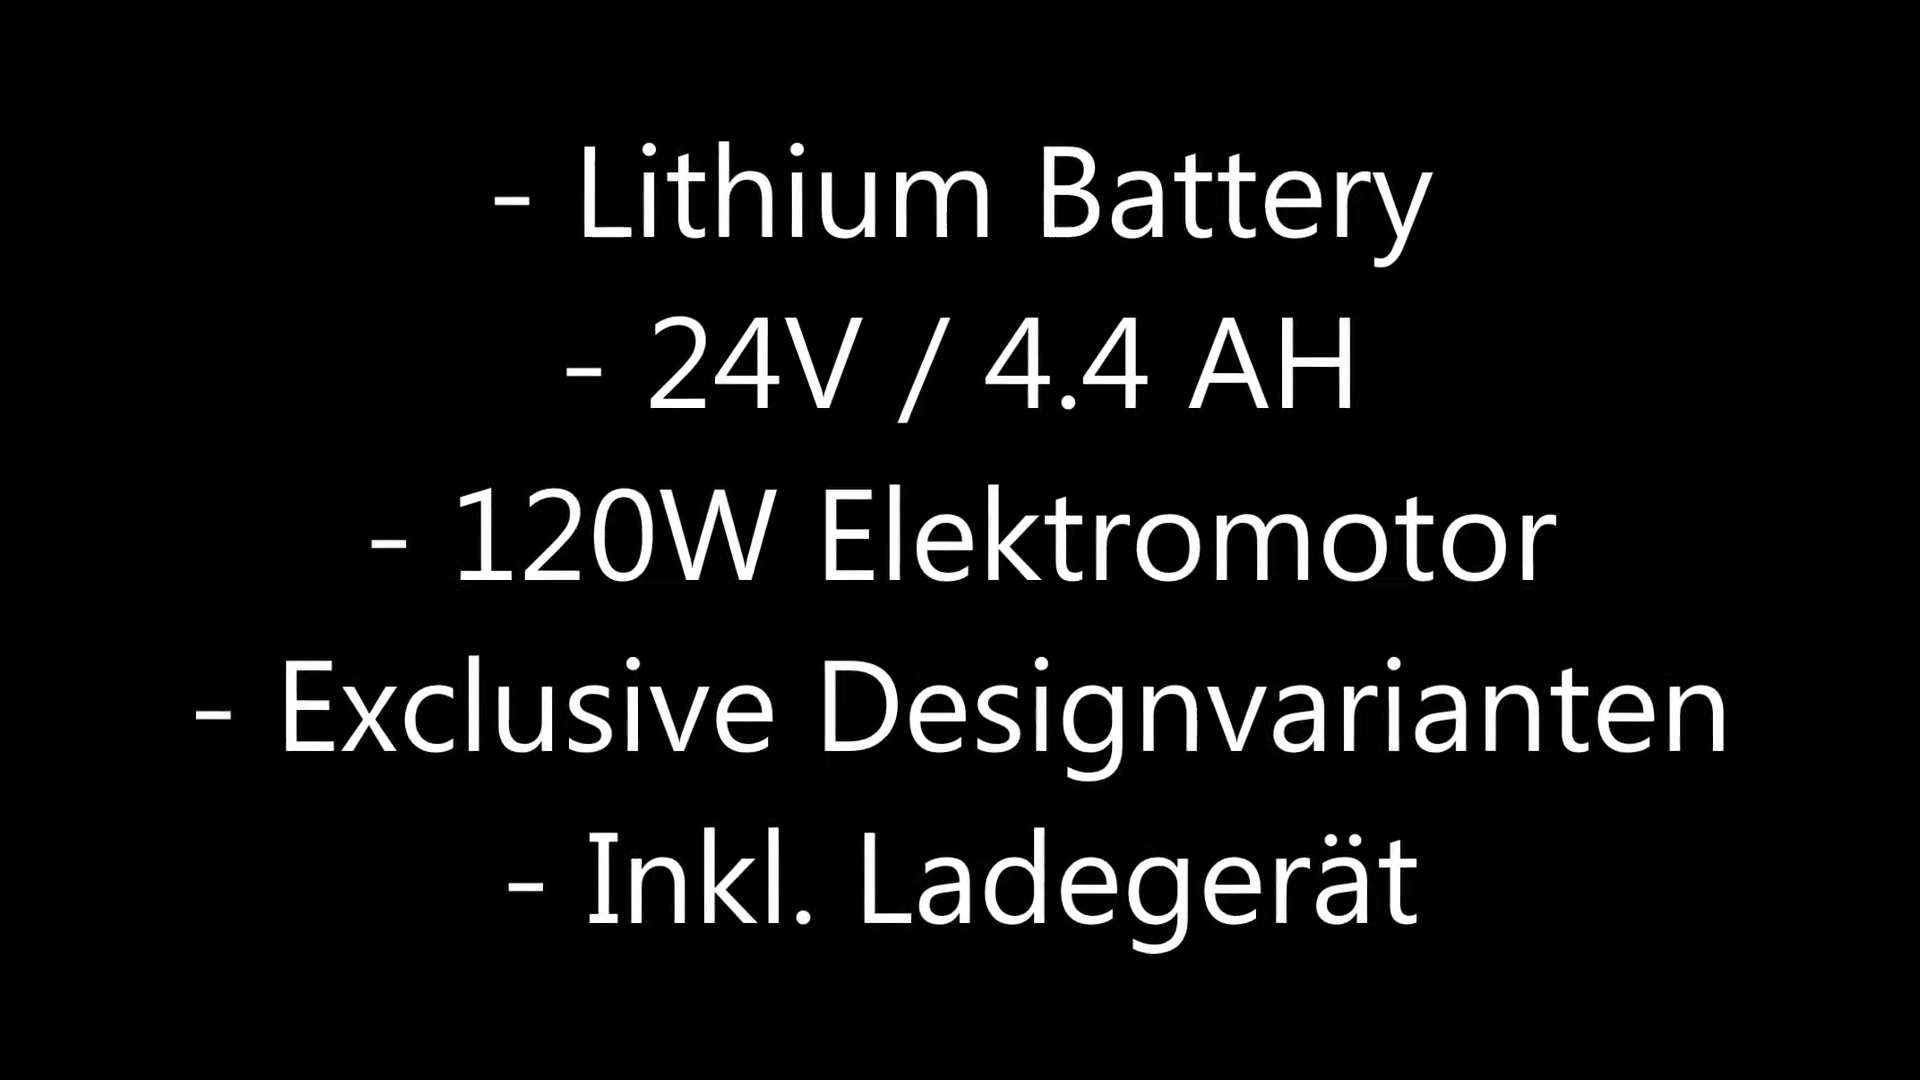 - Lithium Battery
- 24V / 4.4 AH
- 120W Elektromotor
- Exclusive Designvarianten
- Inkl. Ladegerät